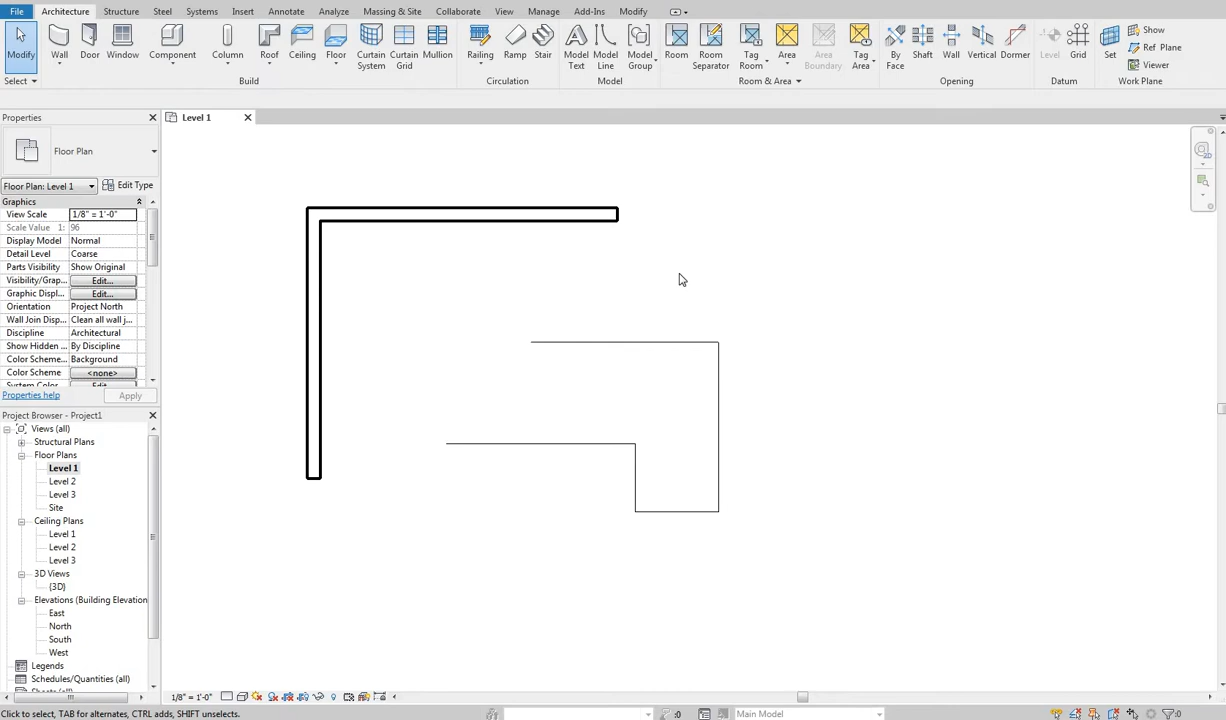 File Architecture Structure Steel Systems Insert Annotate Analyze Massing & Site Collaborate View Manage Add-Ins Modify
Modify Wall Door Window Component Column Roof Ceiling Floor Curtain System Curtain Grid Mullion Railing Ramp Stair Model Text Model Line Model Group Room Room Separator Tag Room Area Area Boundary Tag Area By Face Shaft Wall Vertical Dormer Level Grid Set Show Ref Plane Viewer
Select Build Circulation Model Room & Area Opening Datum Work Plane
Properties
Level 1
Floor Plan
Floor Plan: Level 1 Edit Type
Graphics
View Scale 1/8" = 1'-0"
Scale Value 1: 96
Display Model Normal
Detail Level Coarse
Parts Visibility Show Original
Visibility/Grap... Edit...
Graphic Displ... Edit...
Orientation Project North
Wall Join Disp... Clean all wall j...
Discipline Architectural
Show Hidden ... By Discipline
Color Scheme... Background
Color Scheme <none>
System Color ... Edit...
Properties help Apply
Project Browser - Project1
Views (all)
Structural Plans
Floor Plans
Level 1
Level 2
Level 3
Site
Ceiling Plans
Level 1
Level 2
Level 3
3D Views
{3D}
Elevations (Building Elevation
East
North
South
West
Legends
Schedules/Quantities (all)
Sheets (all)
1/8" = 1'-0"
Click to select, TAB for alternates, CTRL adds, SHIFT unselects.
:0 Main Model :0
2D